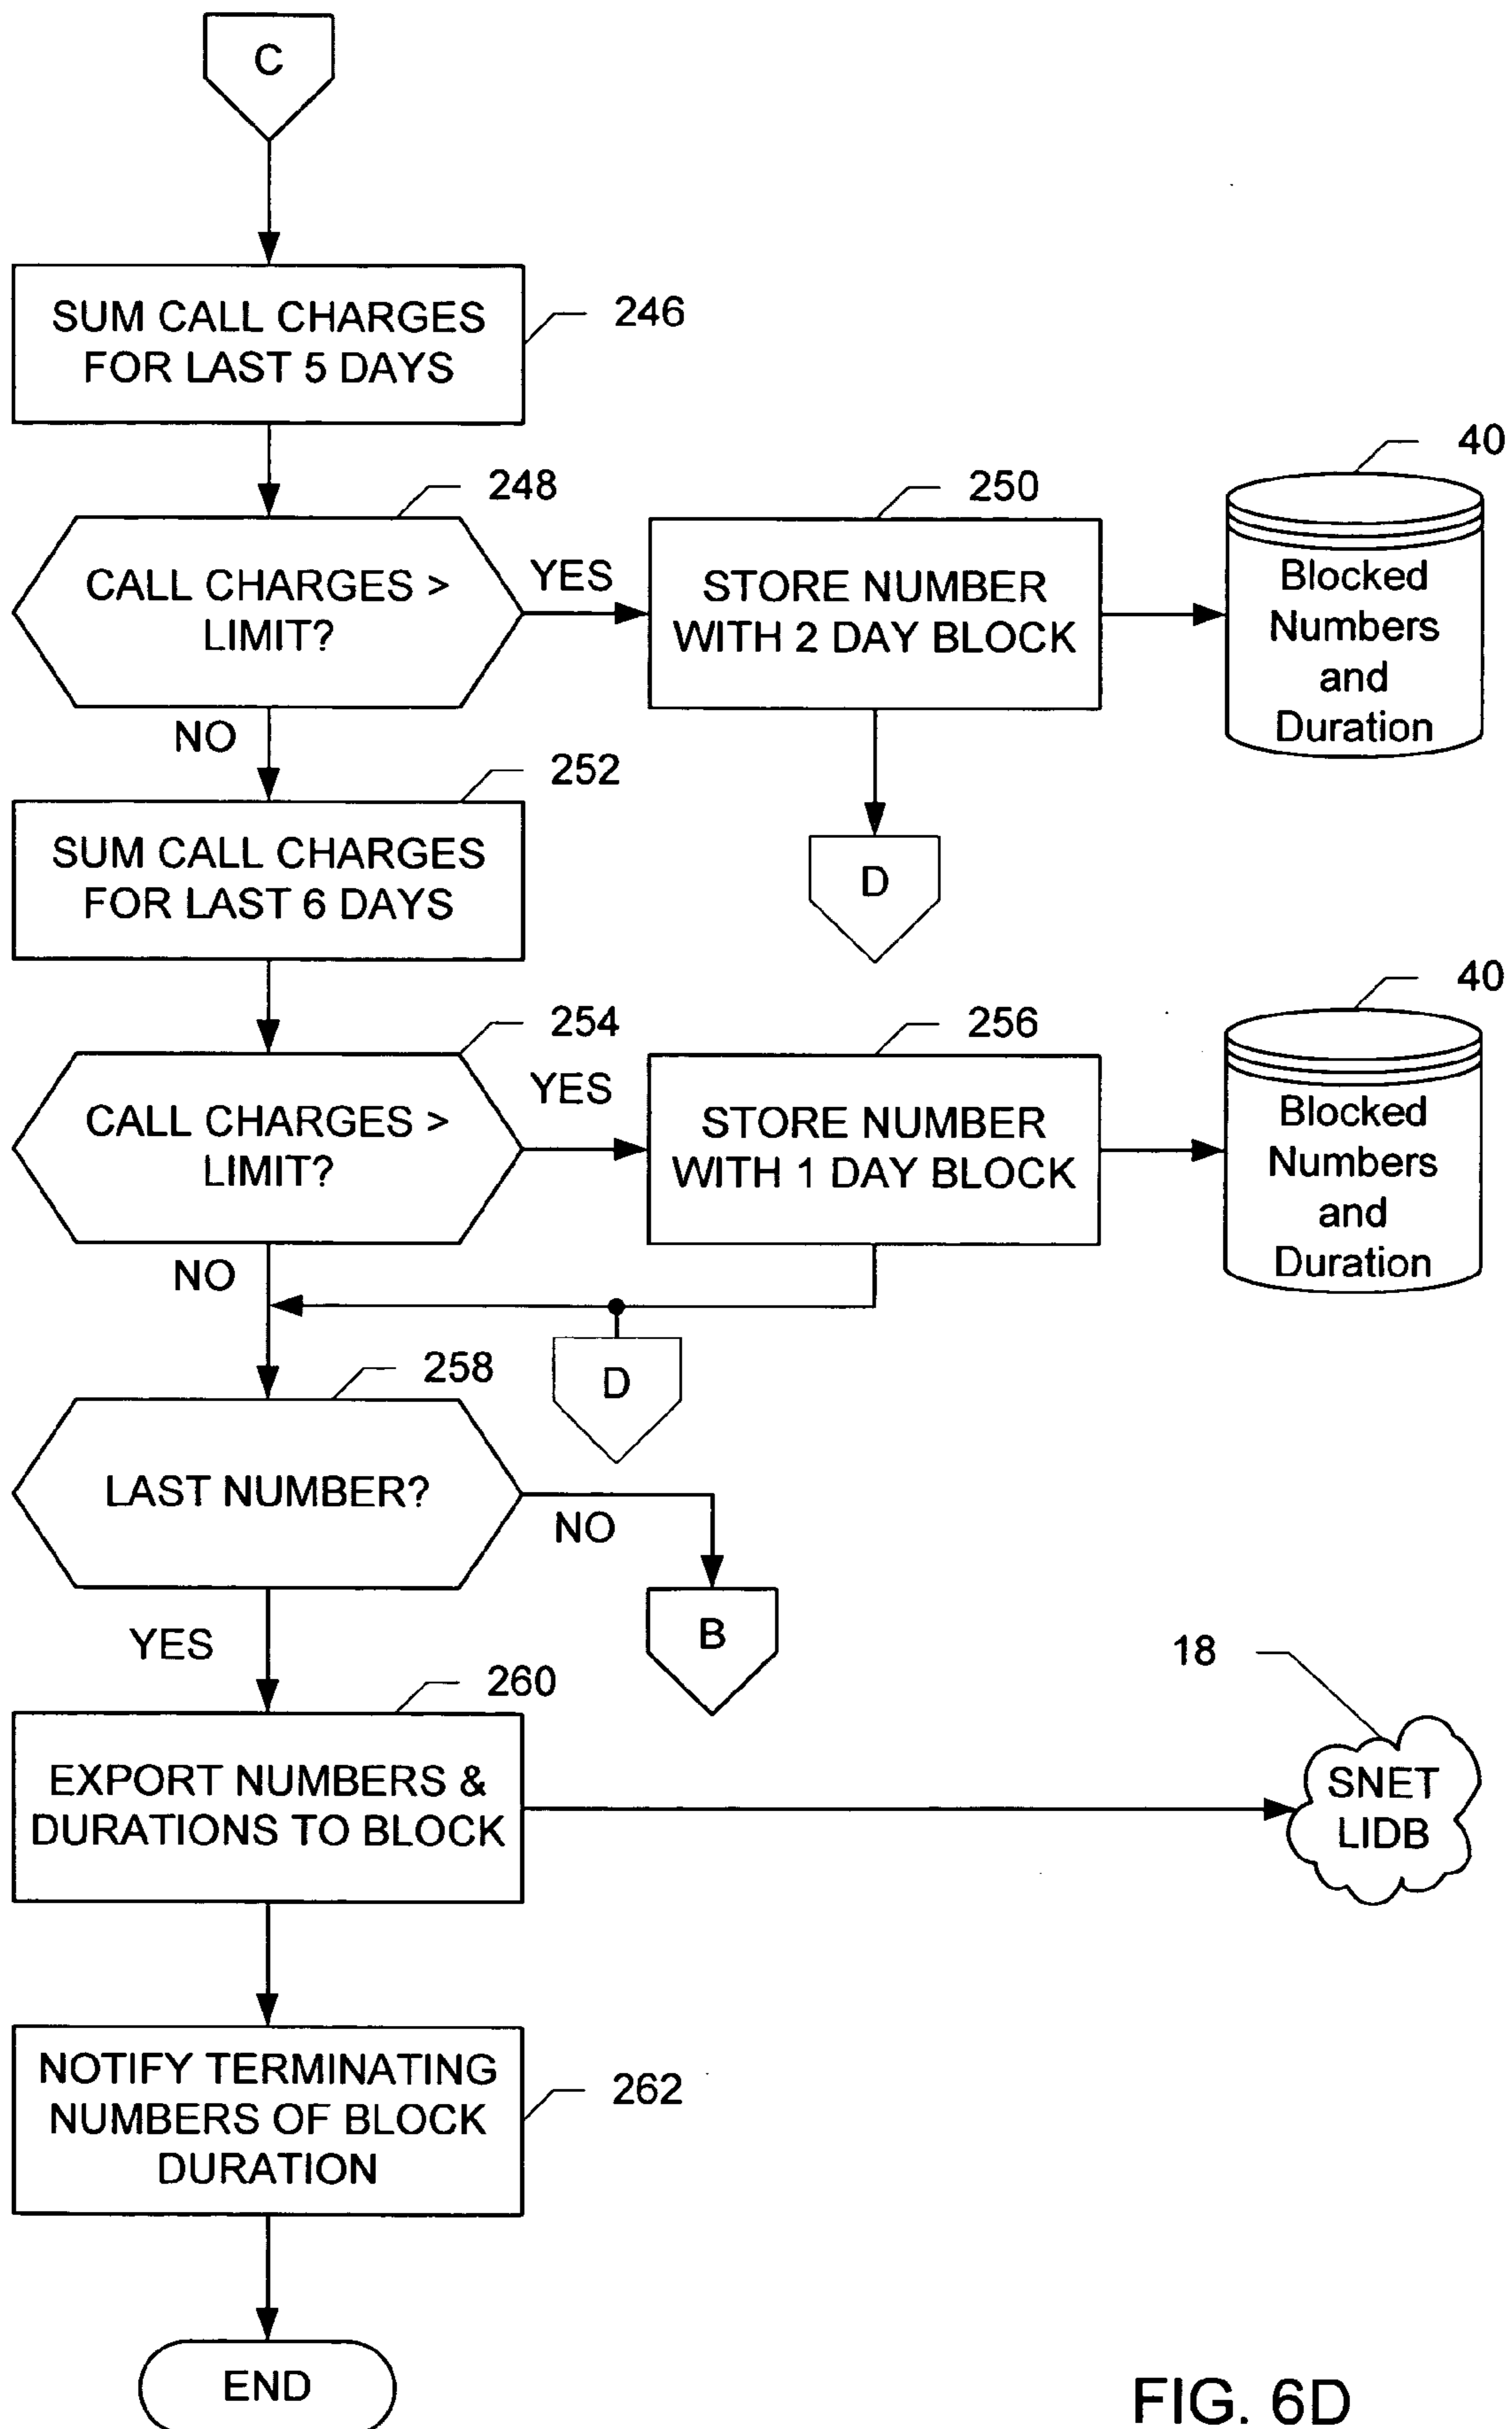 C
SUM CALL CHARGES
FOR LAST 5 DAYS
246
248
CALL CHARGES >
LIMIT?
YES
250
STORE NUMBER
WITH 2 DAY BLOCK
40
Blocked
Numbers
and
Duration
NO
D
252
SUM CALL CHARGES
FOR LAST 6 DAYS
254
CALL CHARGES >
LIMIT?
YES
256
STORE NUMBER
WITH 1 DAY BLOCK
40
Blocked
Numbers
and
Duration
NO
D
258
LAST NUMBER?
NO
B
YES
260
EXPORT NUMBERS &
DURATIONS TO BLOCK
18
SNET
LIDB
NOTIFY TERMINATING
NUMBERS OF BLOCK
DURATION
262
END
FIG. 6D